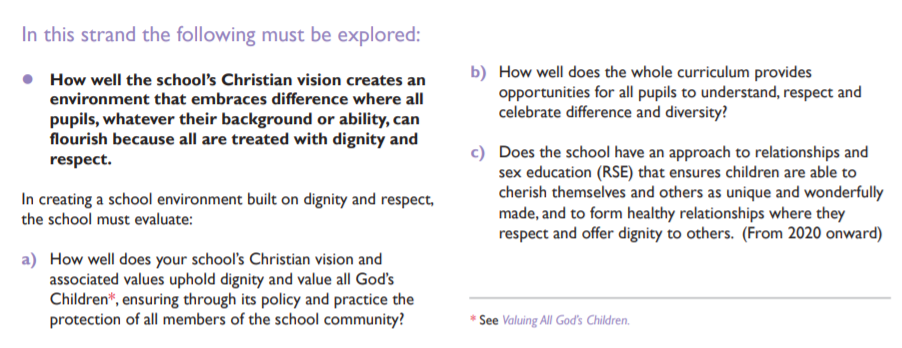 In this strand the following must be explored:
● How well the school's Christian vision creates an
environment that embraces difference where all
pupils, whatever their background or ability, can
flourish because all are treated with dignity and
respect.
In creating a school environment built on dignity and respect,
the school must evaluate:
a) How well does your school's Christian vision and
associated values uphold dignity and value all God's
Children*, ensuring through its policy and practice the
protection of all members of the school community?
b) How well does the whole curriculum provides
opportunities for all pupils to understand, respect and
celebrate difference and diversity?
c) Does the school have an approach to relationships and
sex education (RSE) that ensures children are able to
cherish themselves and others as unique and wonderfully
made, and to form healthy relationships where they
respect and offer dignity to others. (From 2020 onward)
* See Valuing All God's Children.